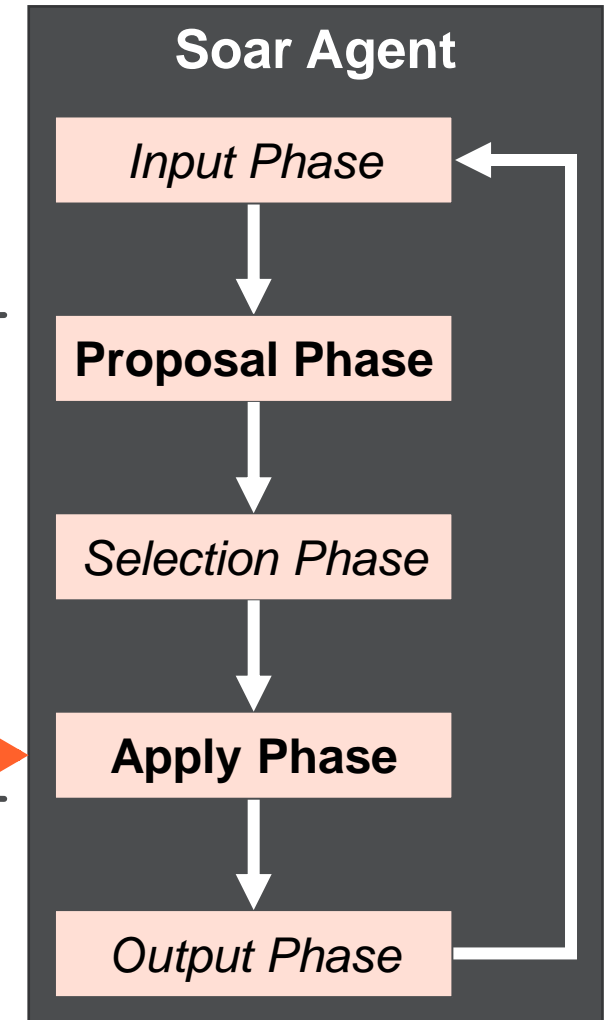 Soar Agent
Input Phase
Proposal Phase
Selection Phase
Apply Phase
Output Phase